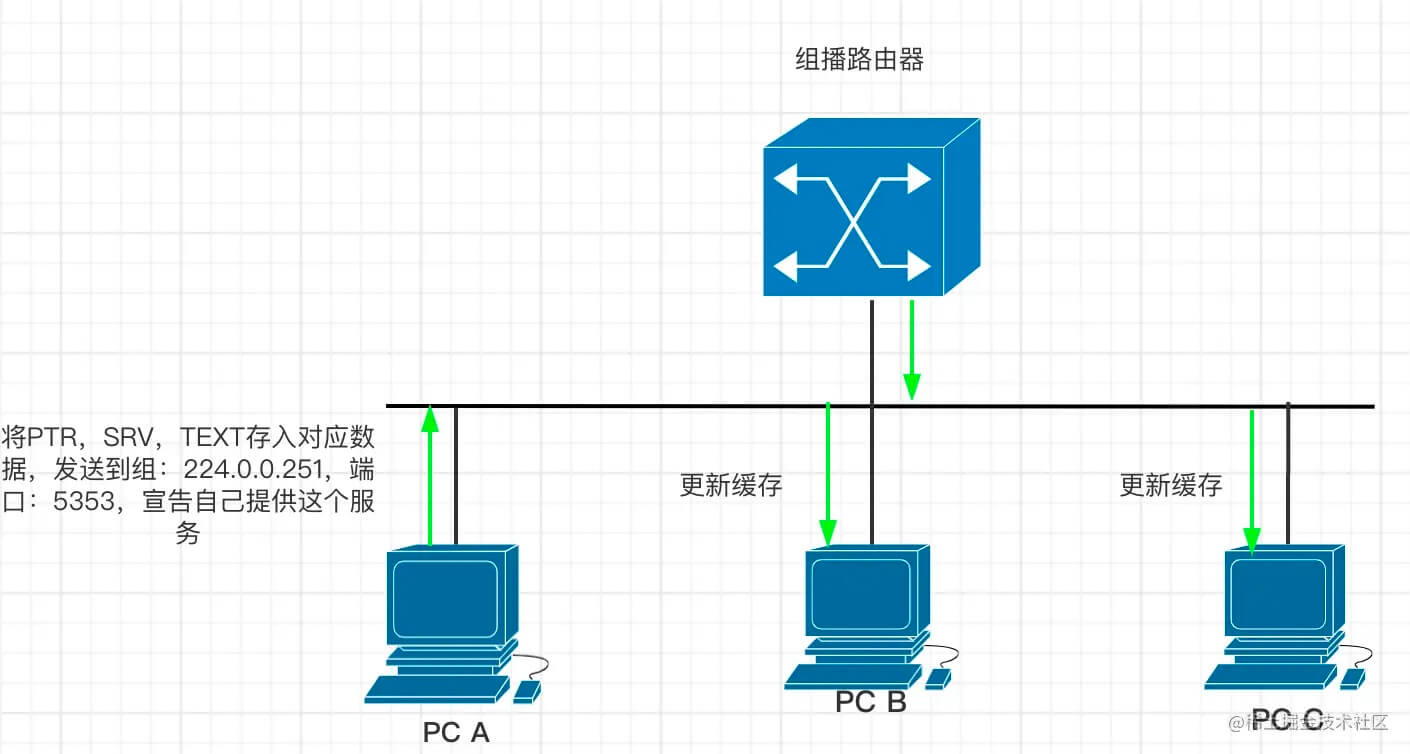 组播路由器
将PTR，SRV，TEXT存入对应数
据，发送到组：224.0.0.251，端
口：5353，宣告自己提供这个服
务
更新缓存
更新缓存
PC A
PC B
PC C
@稀土掘金技术社区